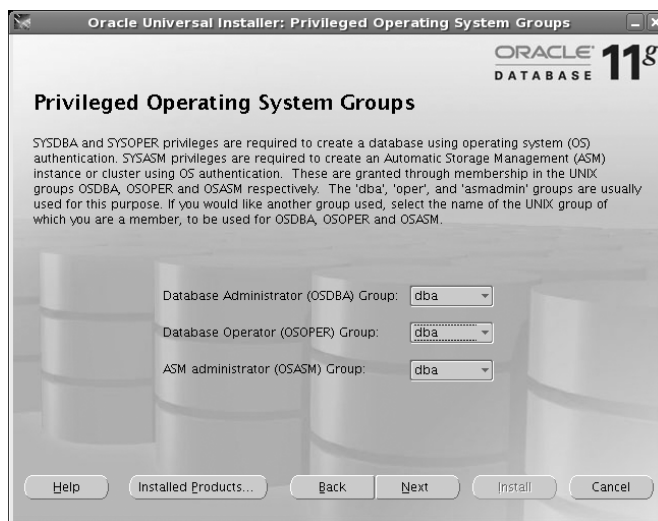 Oracle Universal Installer: Privileged Operating System Groups
ORACLE
DATABASE 11g
Privileged Operating System Groups
SYSDBA and SYSOPER privileges are required to create a database using operating system (OS)
authentication. SYSASM privileges are required to create an Automatic Storage Management (ASM)
instance or cluster using OS authentication. These are granted through membership in the UNIX
groups OSDBA, OSOPER and OSASM respectively. The 'dba', 'oper', and 'asmadmin' groups are usually
used for this purpose. If you would like another group used, select the name of the UNIX group of
which you are a member, to be used for OSDBA, OSOPER and OSASM.
Database Administrator (OSDBA) Group: dba
Database Operator (OSOPER) Group: dba
ASM administrator (OSASM) Group: dba
Help Installed Products... Back Next Install Cancel